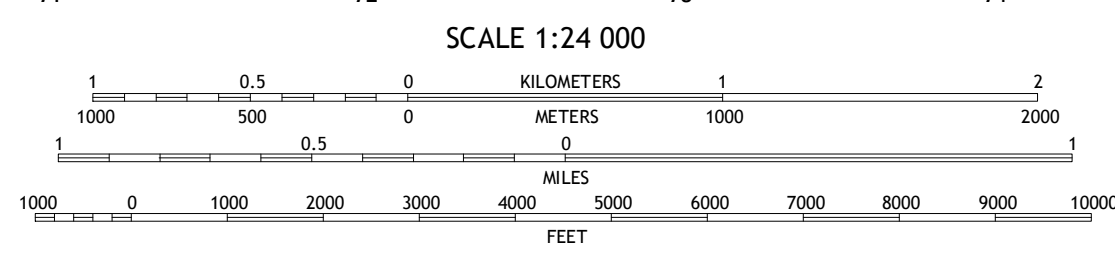 SCALE 1:24 000
1 0.5 0 KILOMETERS 1 2
1000 500 0 METERS 1000 2000
1 0.5 0 1
MILES
1000 0 1000 2000 3000 4000 5000 6000 7000 8000 9000 10000
FEET